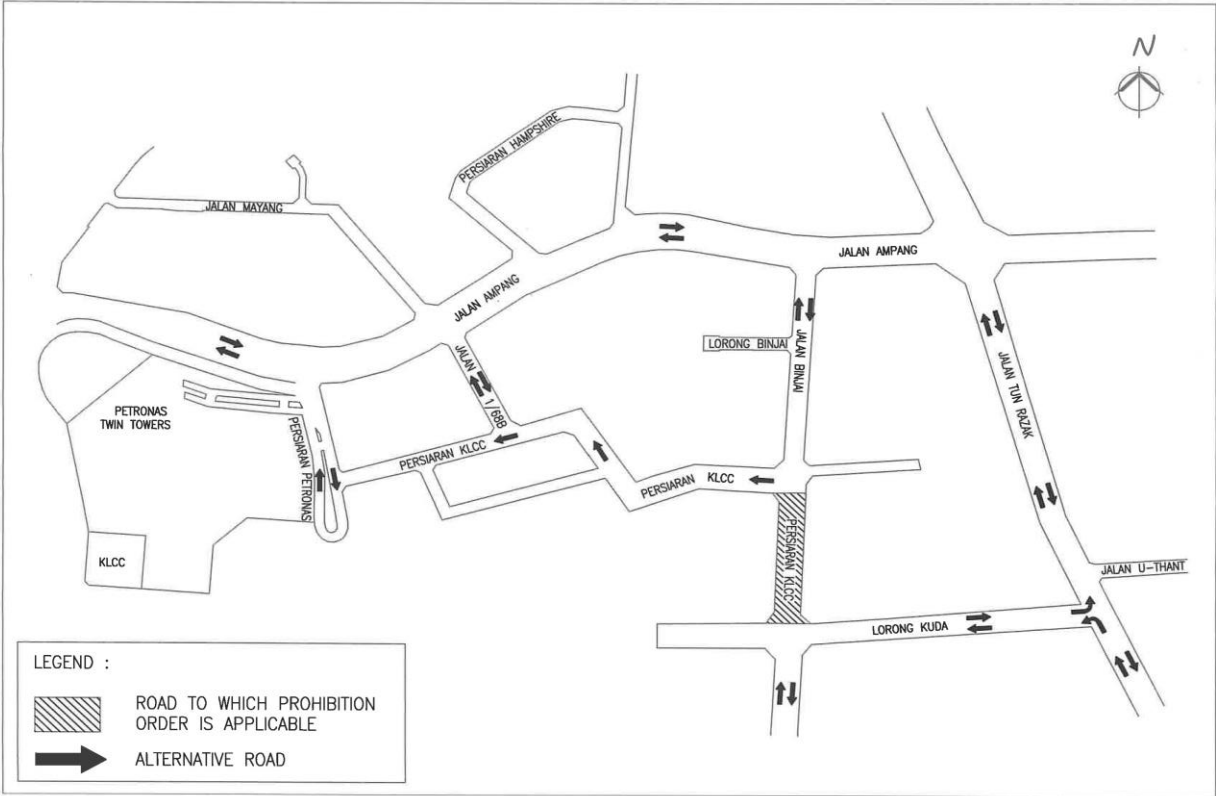 N
PERSIARAN HAMPSHIRE
JALAN MAYANG
JALAN AMPANG
JALAN AMPANG
LORONG BINJAI
JALAN BINJAI
JALAN 1/68B
JALAN TUN RAZAK
PETRONAS
TWIN TOWERS
PERSIARAN PETRONAS
PERSIARAN KLCC
PERSIARAN KLCC
PERSIARAN KLCC
KLCC
JALAN U-THANT
LORONG KUDA
LEGEND :
ROAD TO WHICH PROHIBITION
ORDER IS APPLICABLE
ALTERNATIVE ROAD